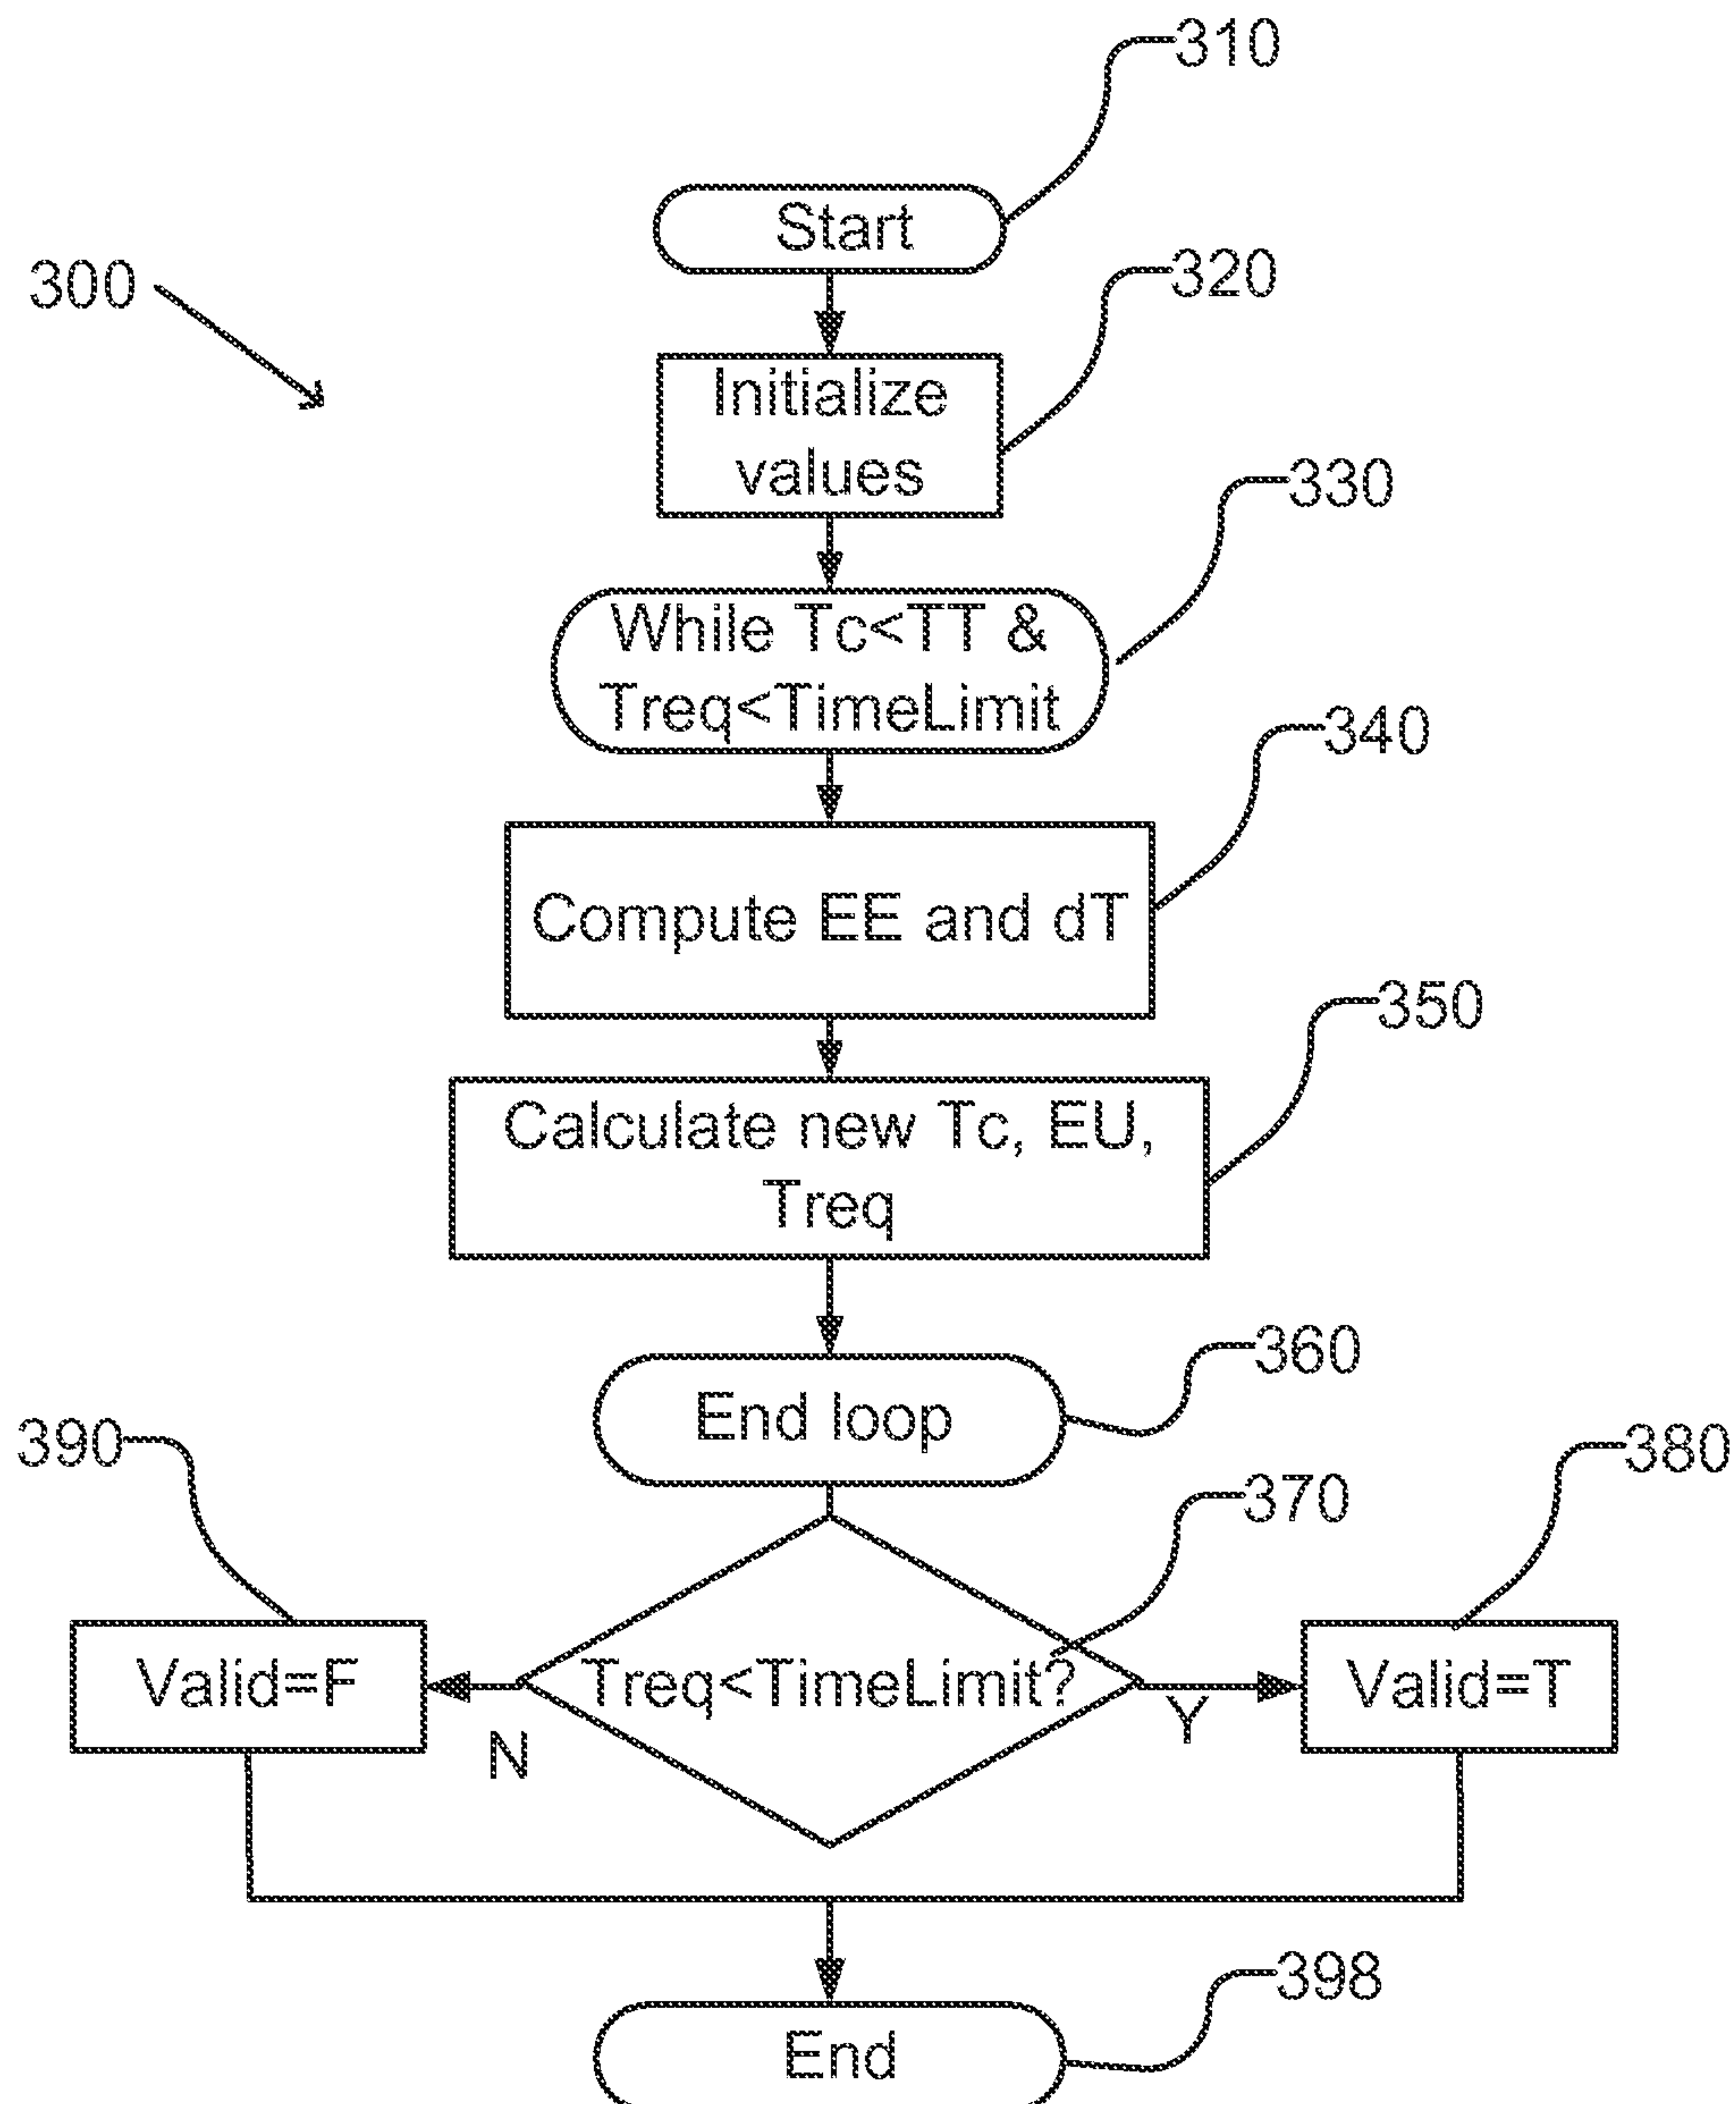 310
Start
300
320
Initialize
values
330
While Tc<TT &
Treq<TimeLimit
340
Compute EE and dT
350
Calculate new Tc, EU,
Treq
360
End loop
390
380
370
Valid=F
Treq<TimeLimit?
Valid=T
N
Y
398
End